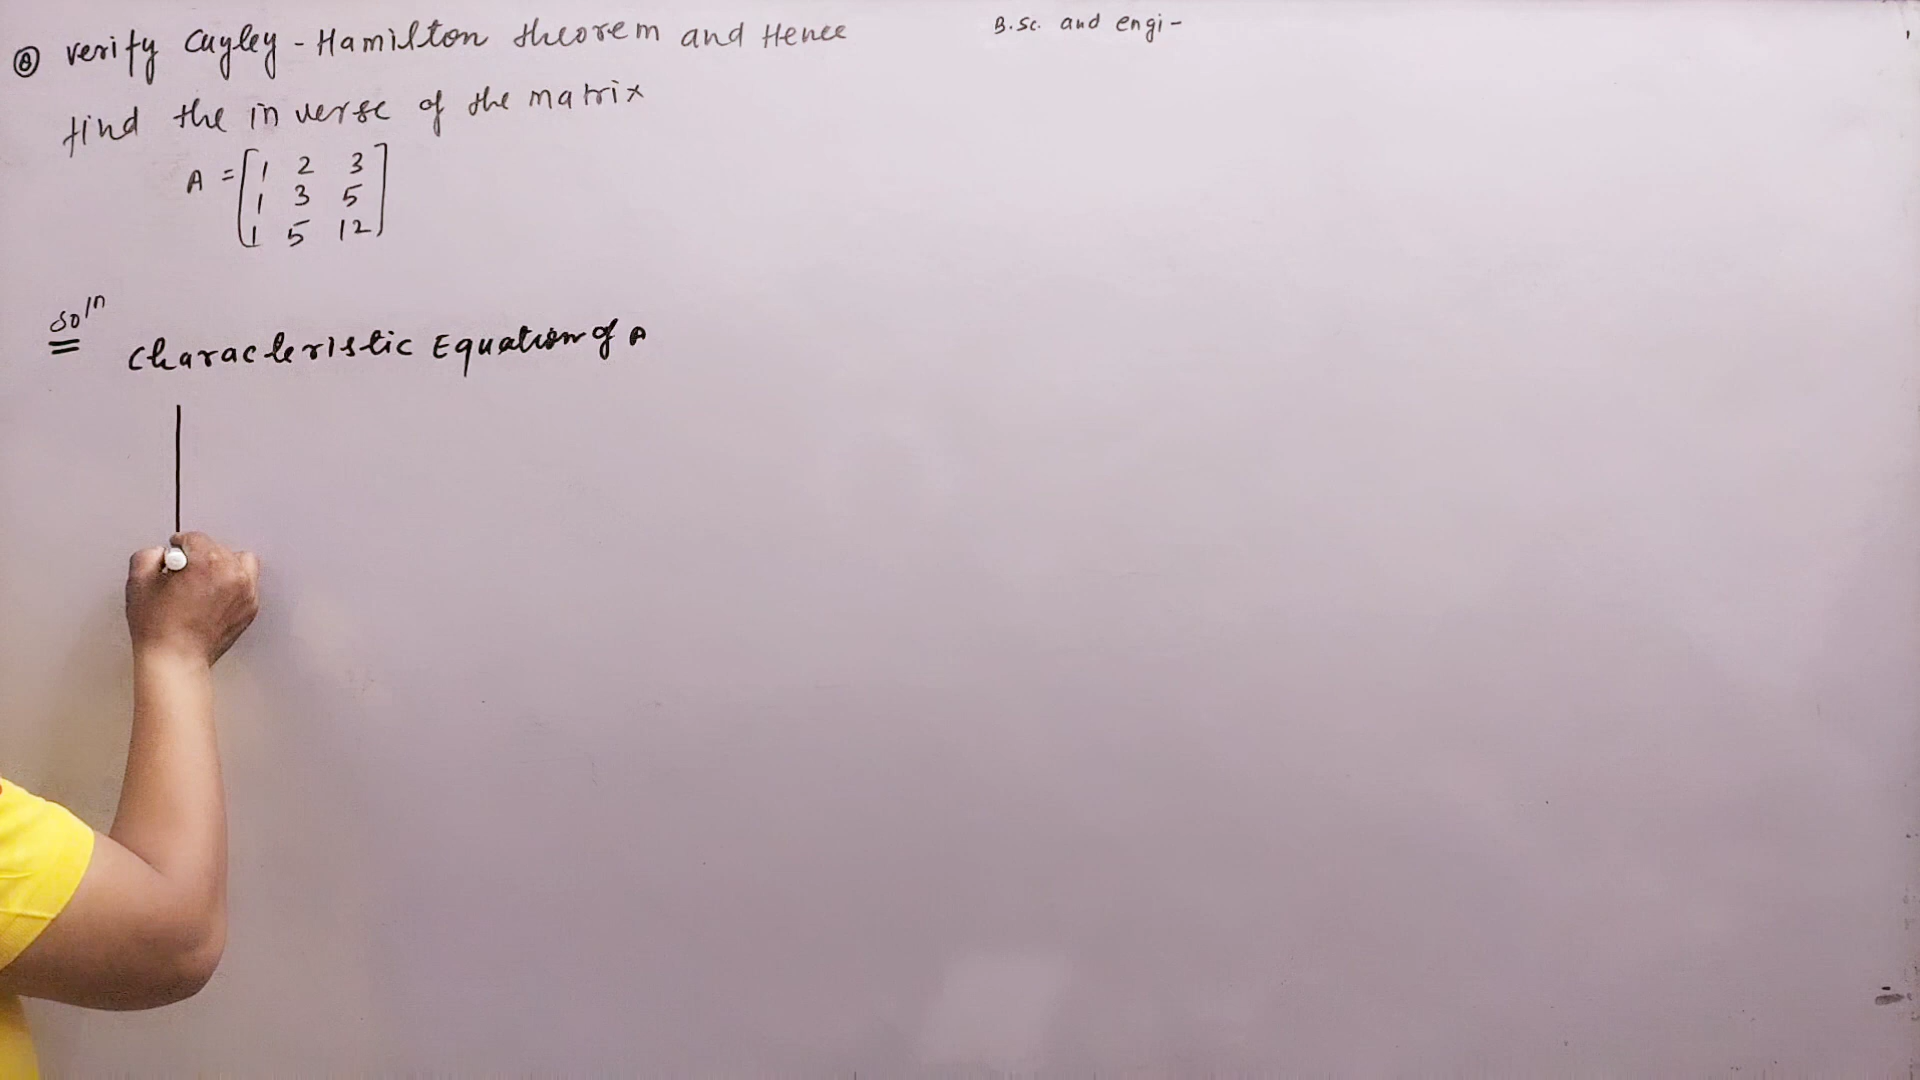 Q verify Cayley-Hamilton theorem and Hence
B.Sc. and engi-
find the inverse of the matrix
A = [1 2 3
1 3 5
1 5 12]
Soln
Characteristic Equation of A